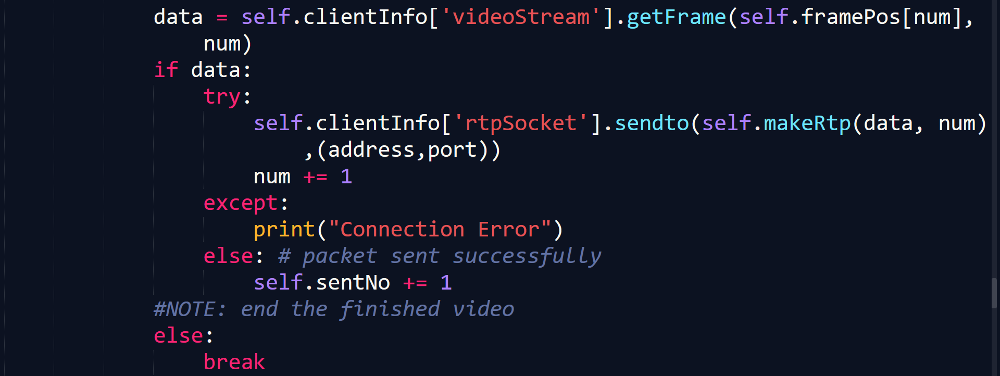 data = self.clientInfo['videoStream'].getFrame(self.framePos[num],
num)
if data:
try:
self.clientInfo['rtpSocket'].sendto(self.makeRtp(data, num)
,(address,port))
num += 1
except:
print("Connection Error")
else: # packet sent successfully
self.sentNo += 1
#NOTE: end the finished video
else:
break